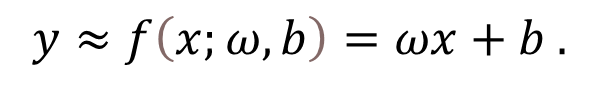 y ≈ f(x; ω, b) = ωx + b .